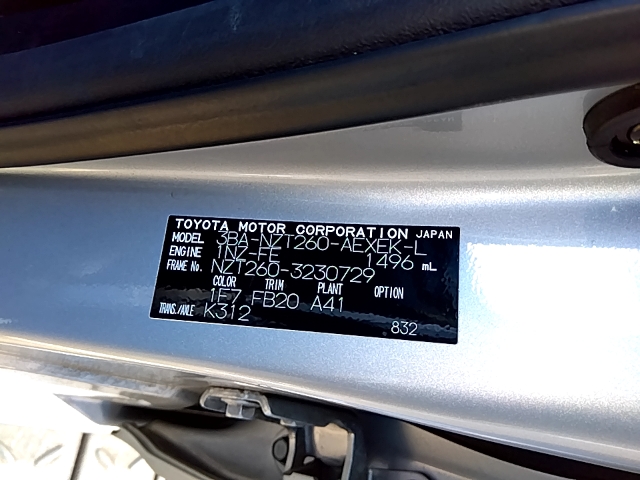 TOYOTA MOTOR CORPORATION JAPAN
MODEL 3BA-NZT260-AEXEK-L
ENGINE 1NZ-FE 1496 mL
FRAME No. NZT260-3230729
COLOR TRIM PLANT OPTION
1F7 FB20 A41
TRANS./AXLE K312
832